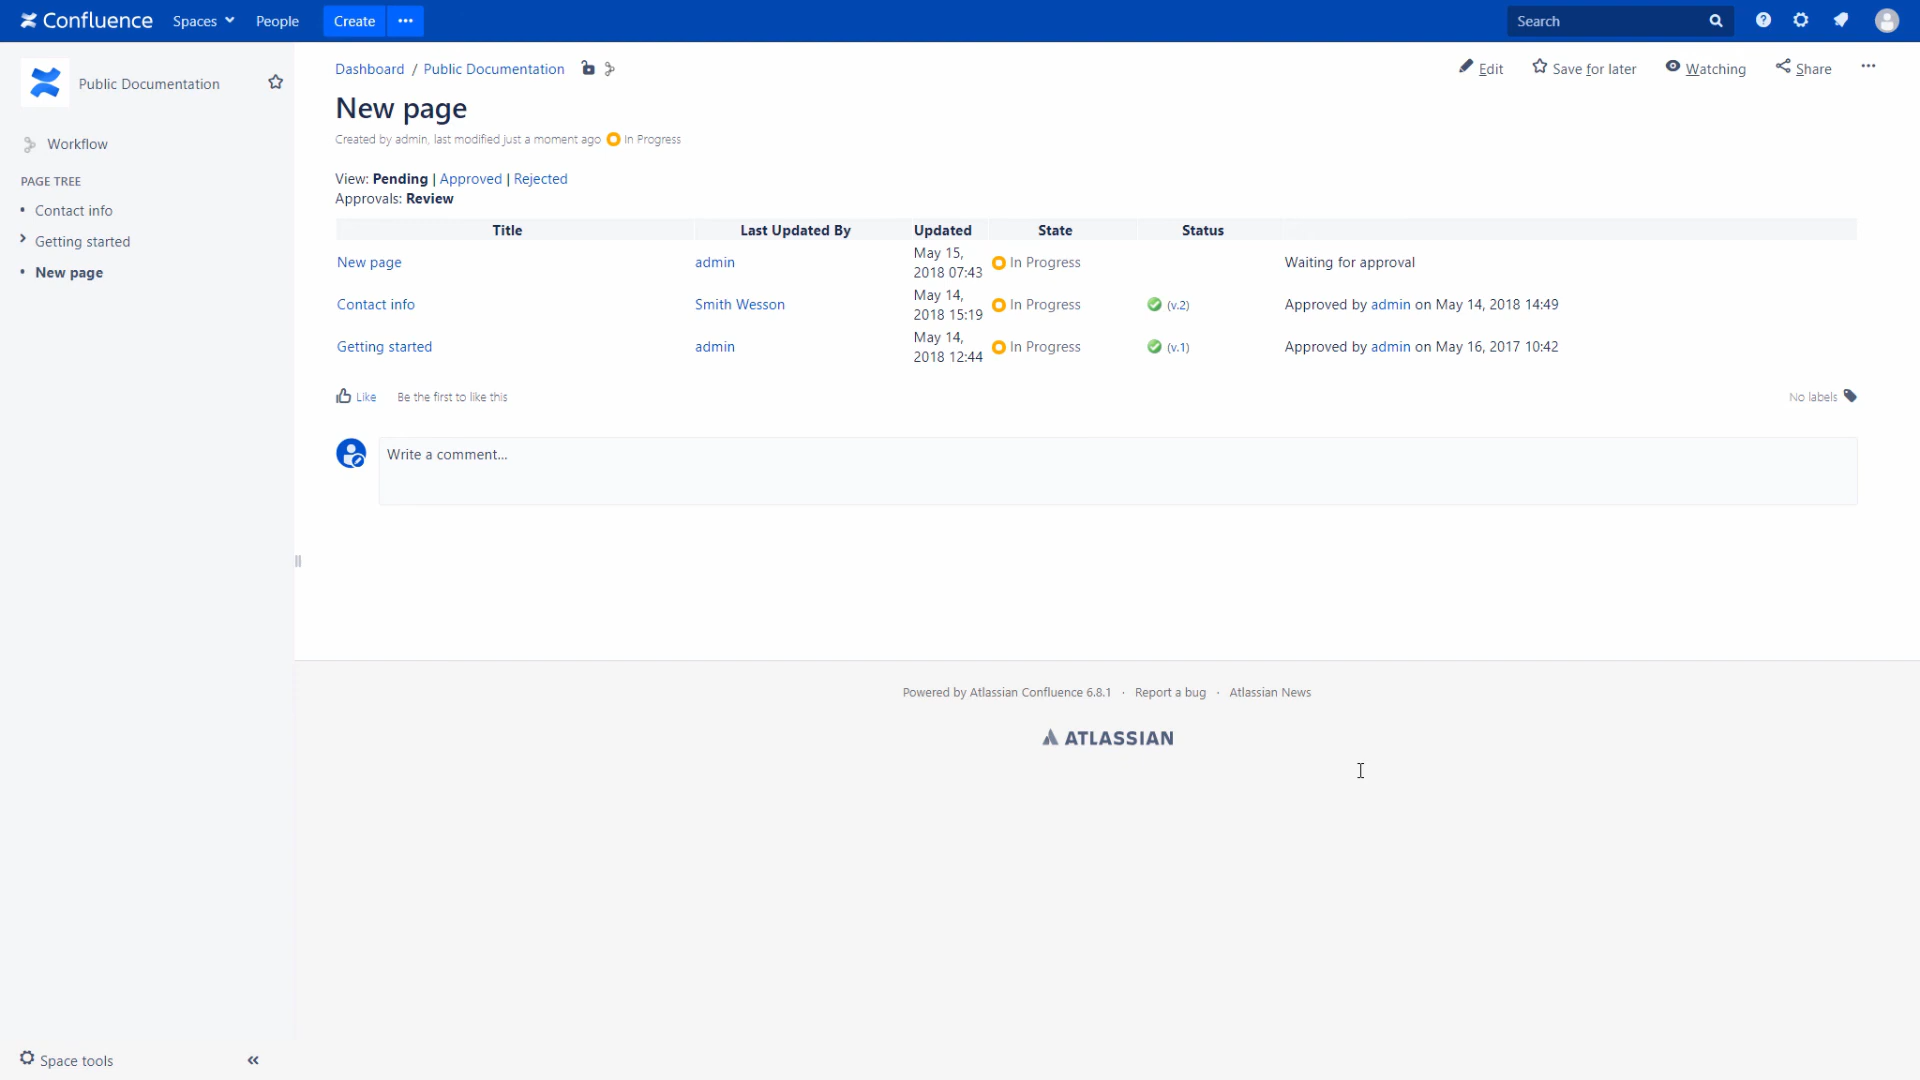 Confluence Spaces People Create Search
Public Documentation
Workflow
PAGE TREE
Contact info
Getting started
New page
Dashboard / Public Documentation
Edit Save for later Watching Share
New page
Created by admin, last modified just a moment ago In Progress
View: Pending | Approved | Rejected
Approvals: Review
Title Last Updated By Updated State Status
New page admin May 15, 2018 07:43 In Progress Waiting for approval
Contact info Smith Wesson May 14, 2018 15:19 In Progress (v.2) Approved by admin on May 14, 2018 14:49
Getting started admin May 14, 2018 12:44 In Progress (v.1) Approved by admin on May 16, 2017 10:42
Like Be the first to like this No labels
Write a comment...
Powered by Atlassian Confluence 6.8.1 · Report a bug · Atlassian News
ATLASSIAN
Space tools